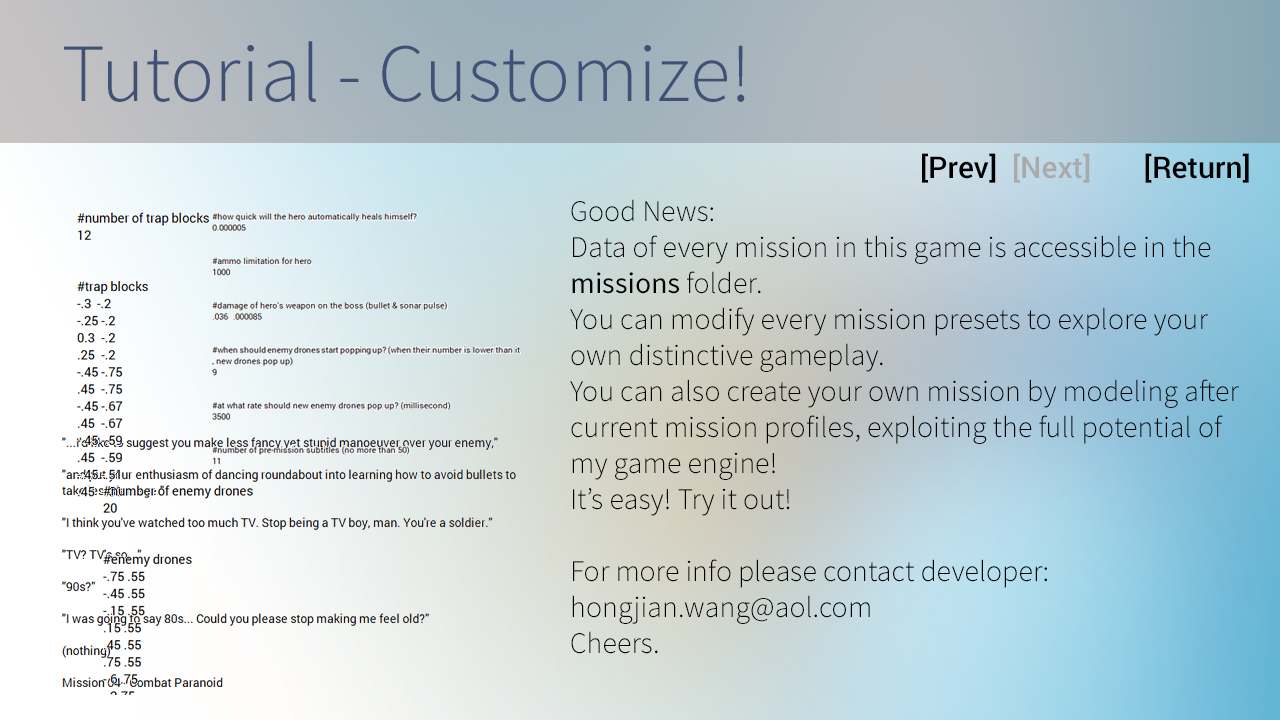 Tutorial - Customize!
[Prev] [Next] [Return]
#number of trap blocks
12
#trap blocks
-.3 -.2
-.25 -.2
0.3 -.2
.25 -.2
-.45 -.75
.45 -.75
-.45 -.67
.45 -.67
-.45 -.59
.45 -.59
-.45 -.51
#how quick will the hero automatically heals himself?
0.000005
#ammo limitation for hero
1000
#damage of hero's weapon on the boss (bullet & sonar pulse)
.036 .000085
#when should enemy drones start popping up? (when their number is lower than it
, new drones pop up)
9
#at what rate should new enemy drones pop up? (millisecond)
3500
#number of pre-mission subtitles (no more than 50)
11
suggest you make less fancy yet stupid manoeuver over your enemy,"
enthusiasm of dancing roundabout into learning how to avoid bullets to
#number of enemy drones
20
"I think you've watched too much TV. Stop being a TV boy, man. You're a soldier."
"TV? TV's so..."
#enemy drones
-.75 .55
"90s?"
-.45 .55
-.15 .55
"I was going to say 80s... Could you please stop making me feel old?"
.15 .55
.45 .55
(nothing)
.75 .55
Mission 04: Combat Paranoid
Good News:
Data of every mission in this game is accessible in the
missions folder.
You can modify every mission presets to explore your
own distinctive gameplay.
You can also create your own mission by modeling after
current mission profiles, exploiting the full potential of
my game engine!
It's easy! Try it out!
For more info please contact developer:
hongjian.wang@aol.com
Cheers.